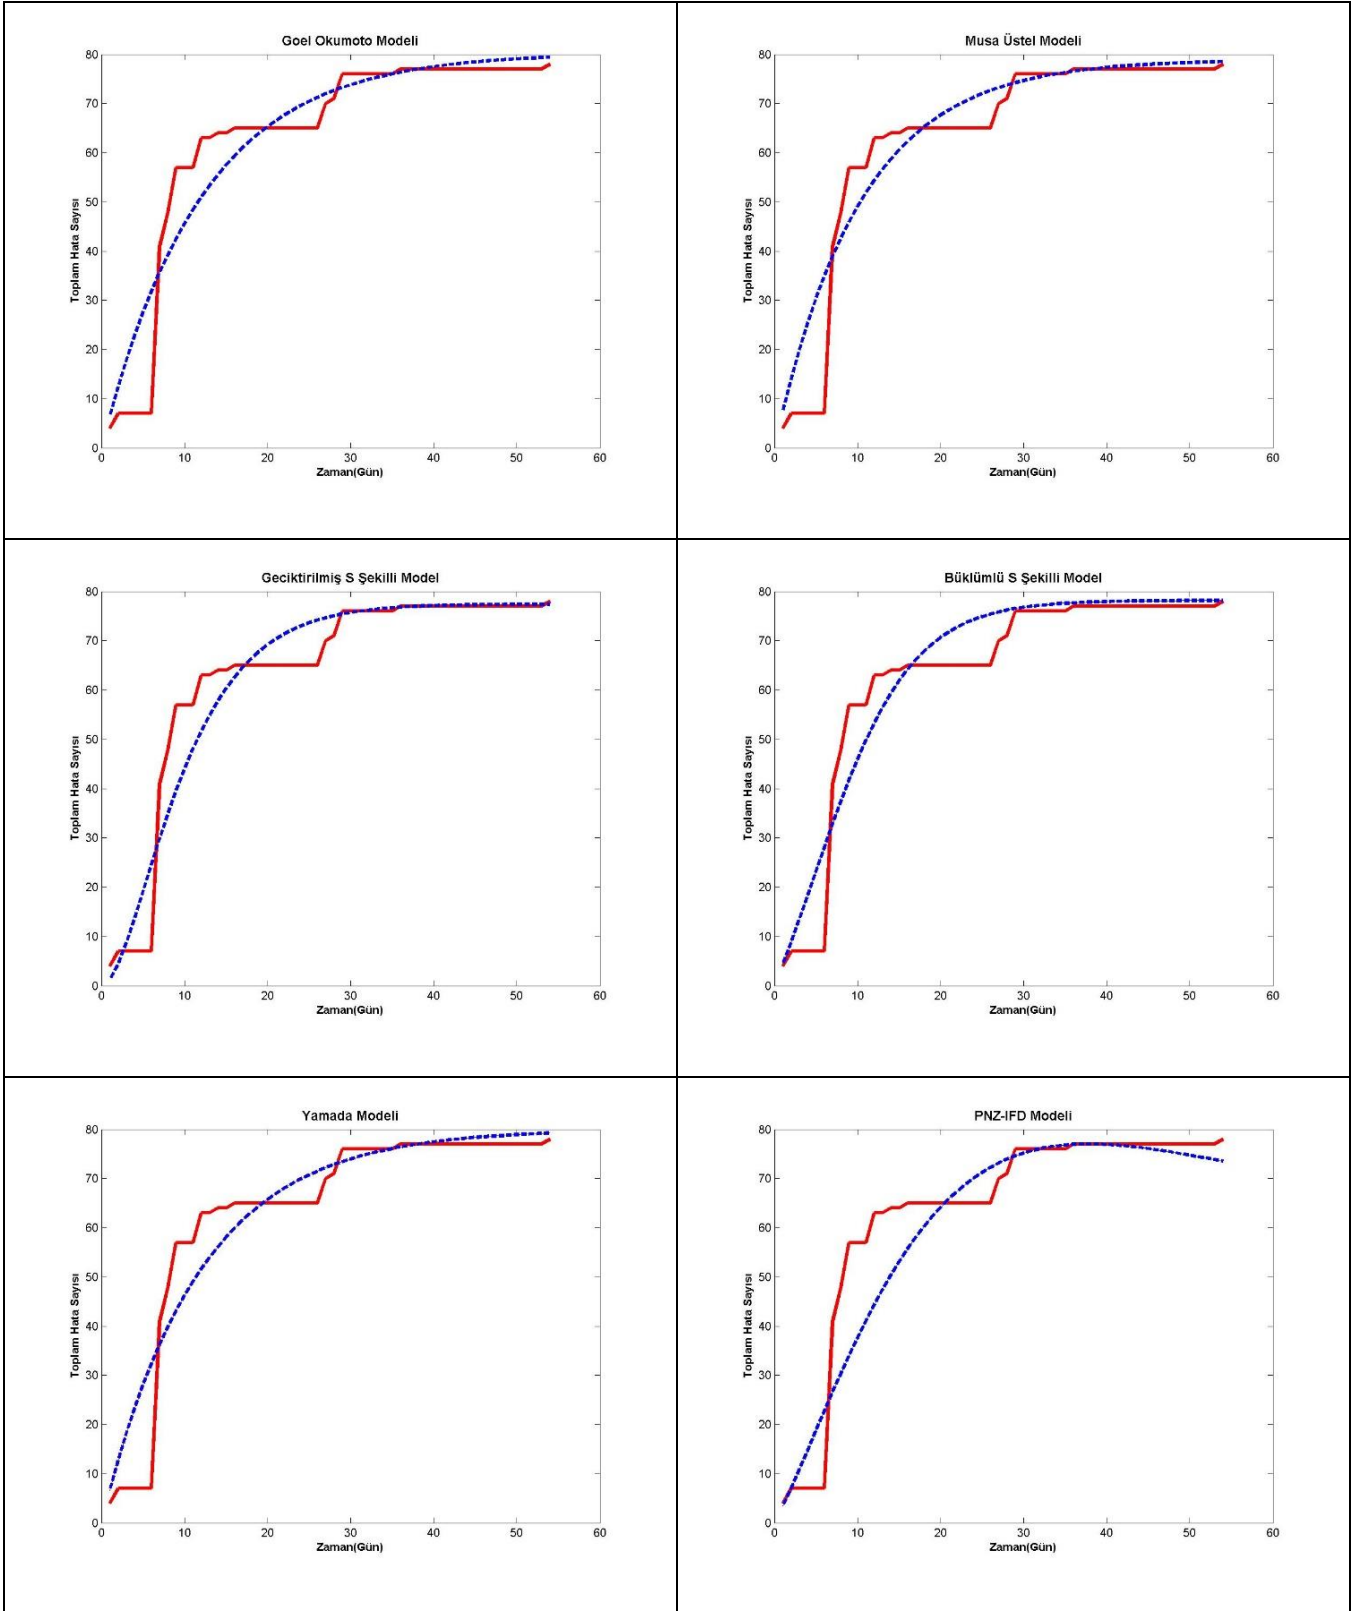 Goel Okumoto Modeli
80
70
60
50
40
30
20
10
0
Toplam Hata Sayısı
0 10 20 30 40 50 60
Zaman(Gün)
Musa Üstel Modeli
80
70
60
50
40
30
20
10
0
Toplam Hata Sayısı
0 10 20 30 40 50 60
Zaman(Gün)
Geciktirilmiş S Şekilli Model
80
70
60
50
40
30
20
10
0
Toplam Hata Sayısı
0 10 20 30 40 50 60
Zaman(Gün)
Büklümlü S Şekilli Model
80
70
60
50
40
30
20
10
0
Toplam Hata Sayısı
0 10 20 30 40 50 60
Zaman(Gün)
Yamada Modeli
80
70
60
50
40
30
20
10
0
Toplam Hata Sayısı
0 10 20 30 40 50 60
Zaman(Gün)
PNZ-IFD Modeli
80
70
60
50
40
30
20
10
0
Toplam Hata Sayısı
0 10 20 30 40 50 60
Zaman(Gün)